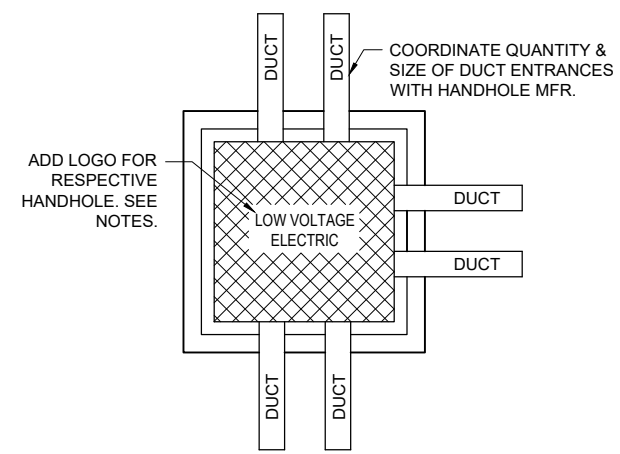 DUCT
DUCT
COORDINATE QUANTITY &
SIZE OF DUCT ENTRANCES
WITH HANDHOLE MFR.
ADD LOGO FOR
RESPECTIVE
HANDHOLE. SEE
NOTES.
LOW VOLTAGE
ELECTRIC
DUCT
DUCT
DUCT
DUCT